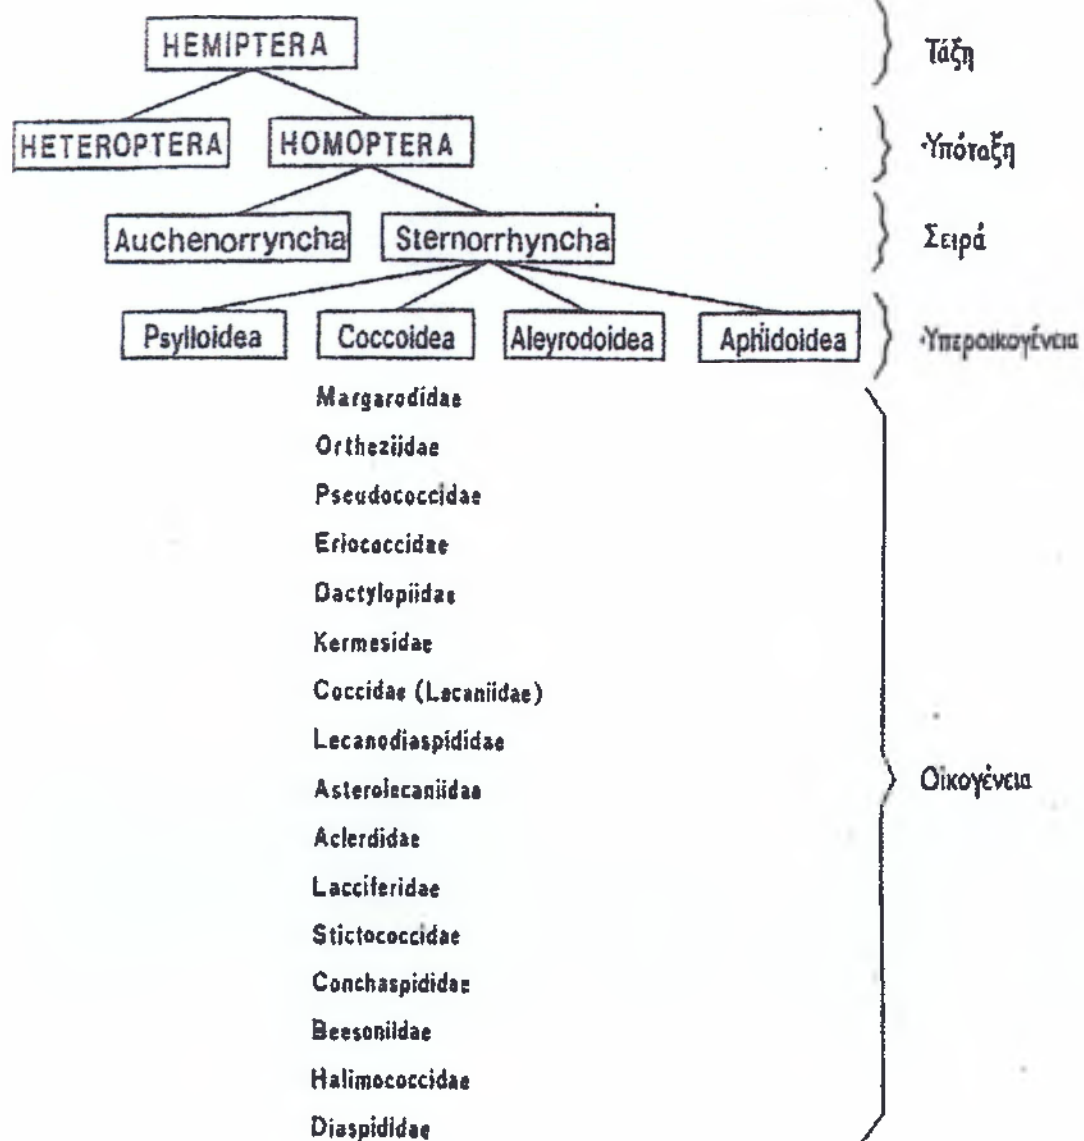 HEMIPTERA Τάξη
HETEROPTERA HOMOPTERA Υπόταξη
Auchenorryncha Sternorrhyncha Σειρά
Psylloidea Coccoidea Aleyrodoidea Aphidoidea Υπεροικογένεια
Margarodidae
Ortheziidae
Pseudococcidae
Eriococcidae
Dactylopiidae
Kermesidae
Coccidae (Lecaniidae)
Lecanodiaspididae
Asterolecaniidae Οικογένεια
Aclerdidae
Lacciferidae
Stictococcidae
Conchaspididae
Beesoniidae
Halimococcidae
Diaspididae